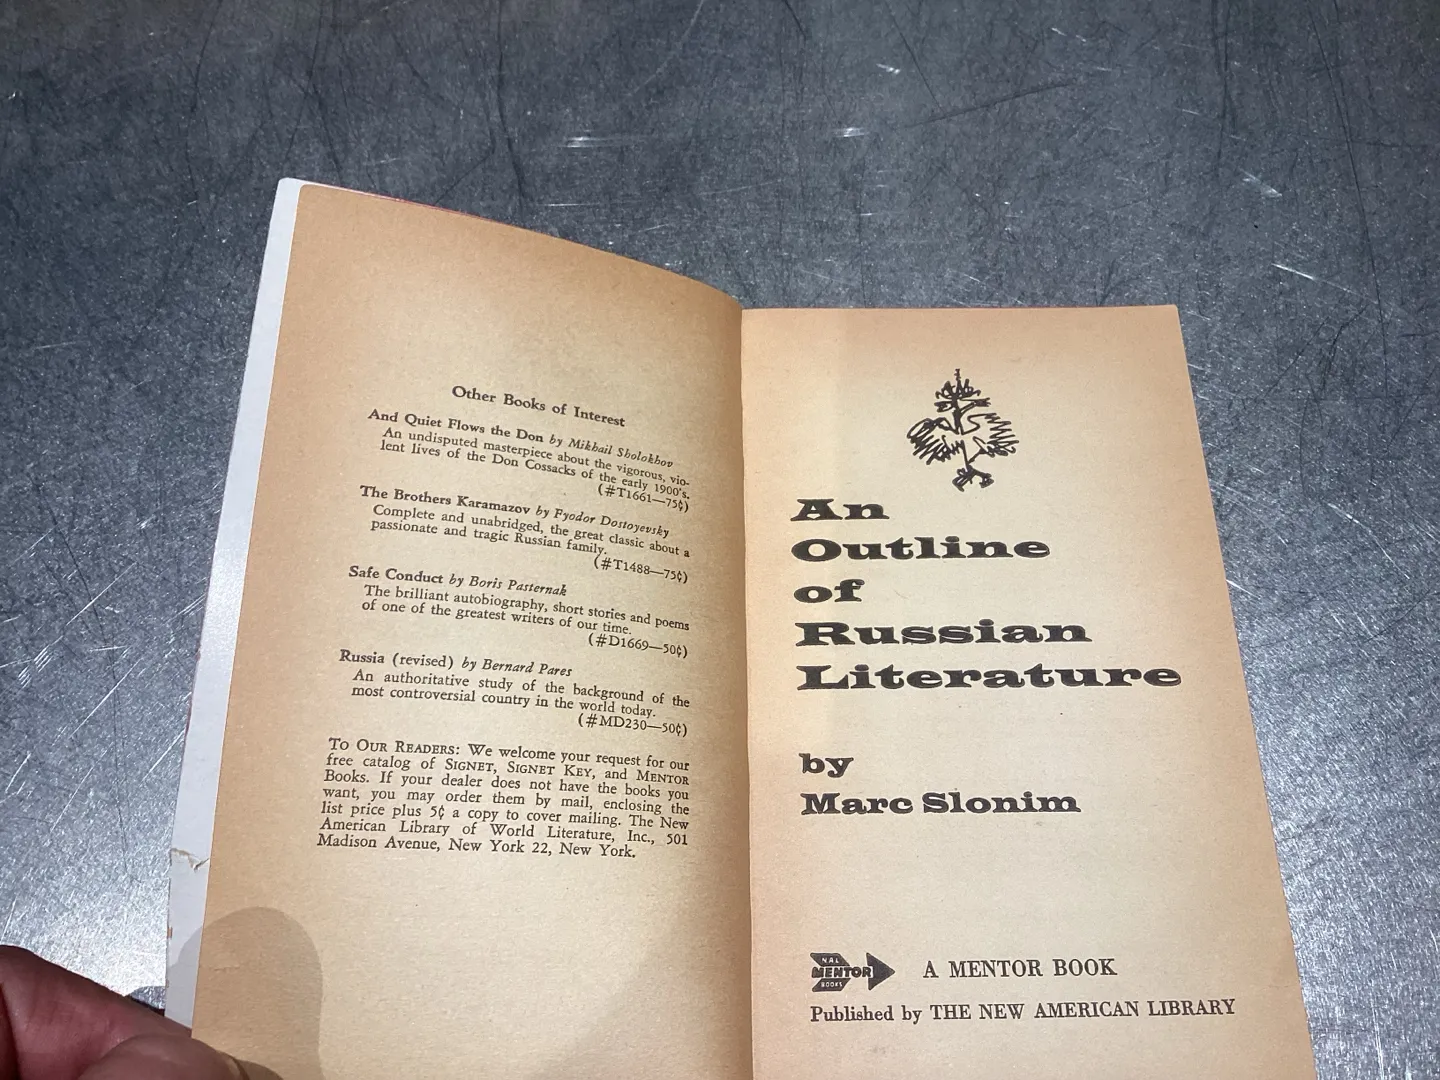 Other Books of Interest
And Quiet Flows the Don by Mikhail Sholokhov
An undisputed masterpiece about the vigorous, vio-
lent lives of the Don Cossacks of the early 1900's.
(#T1661—75¢)
The Brothers Karamazov by Fyodor Dostoyevsky
Complete and unabridged, the great classic about a
passionate and tragic Russian family.
(#T1488—75¢)
Safe Conduct by Boris Pasternak
The brilliant autobiography, short stories and poems
of one of the greatest writers of our time.
(#D1669—50¢)
Russia (revised) by Bernard Pares
An authoritative study of the background of the
most controversial country in the world today.
(#MD230—50¢)
TO OUR READERS: We welcome your request for our
free catalog of SIGNET, SIGNET KEY, and MENTOR
Books. If your dealer does not have the books you
want, you may order them by mail, enclosing the
list price plus 5¢ a copy to cover mailing. The New
American Library of World Literature, Inc., 501
Madison Avenue, New York 22, New York.
An
Outline
of
Russian
Literature
by
Marc Slonim
NAL
MENTOR
BOOKS
A MENTOR BOOK
Published by THE NEW AMERICAN LIBRARY